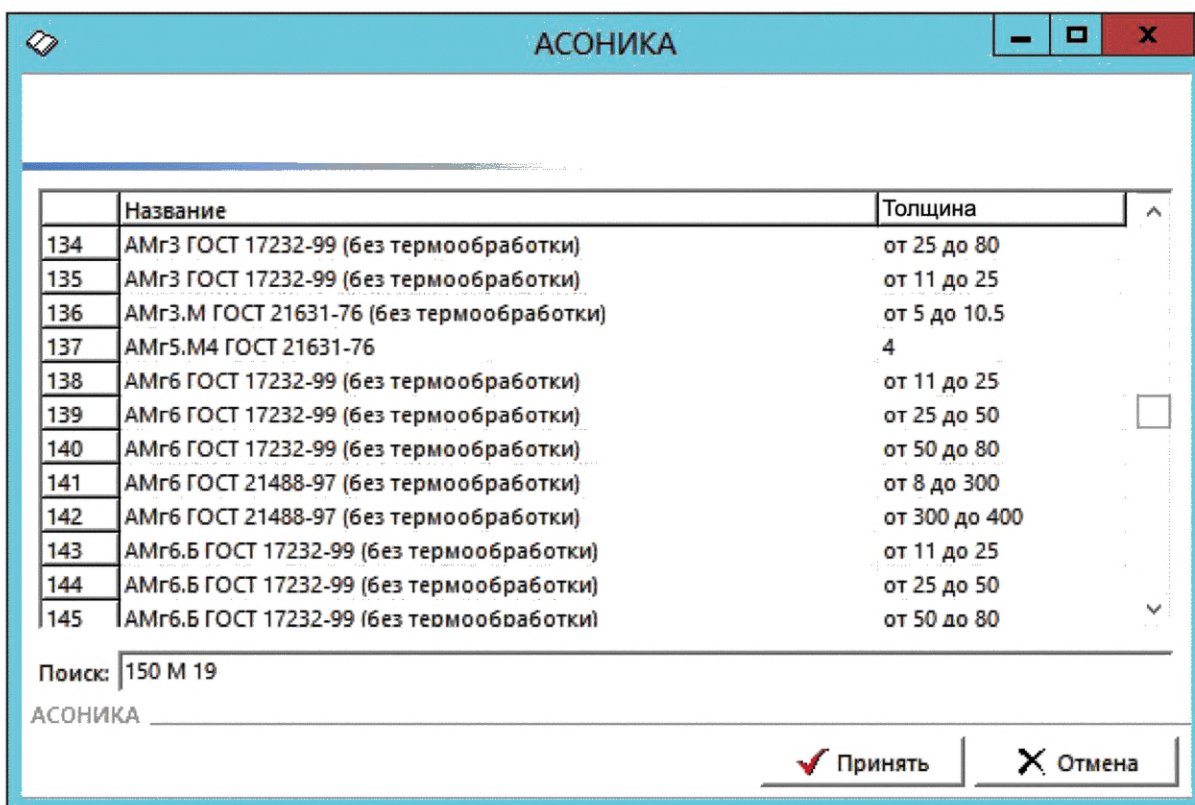 АСОНИКА
Название Толщина
134 АМг3 ГОСТ 17232-99 (без термообработки) от 25 до 80
135 АМг3 ГОСТ 17232-99 (без термообработки) от 11 до 25
136 АМг3.М ГОСТ 21631-76 (без термообработки) от 5 до 10.5
137 АМг5.М4 ГОСТ 21631-76 4
138 АМг6 ГОСТ 17232-99 (без термообработки) от 11 до 25
139 АМг6 ГОСТ 17232-99 (без термообработки) от 25 до 50
140 АМг6 ГОСТ 17232-99 (без термообработки) от 50 до 80
141 АМг6 ГОСТ 21488-97 (без термообработки) от 8 до 300
142 АМг6 ГОСТ 21488-97 (без термообработки) от 300 до 400
143 АМг6.Б ГОСТ 17232-99 (без термообработки) от 11 до 25
144 АМг6.Б ГОСТ 17232-99 (без термообработки) от 25 до 50
145 АМг6.Б ГОСТ 17232-99 (без термообработки) от 50 до 80
Поиск: 150 М 19
АСОНИКА
Принять Отмена